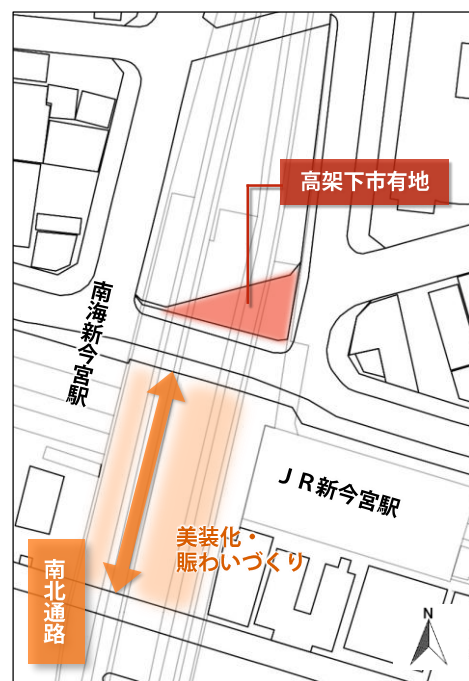 高架下市有地
南海新今宮駅
ＪＲ新今宮駅
美装化・
賑わいづくり
南北通路
N